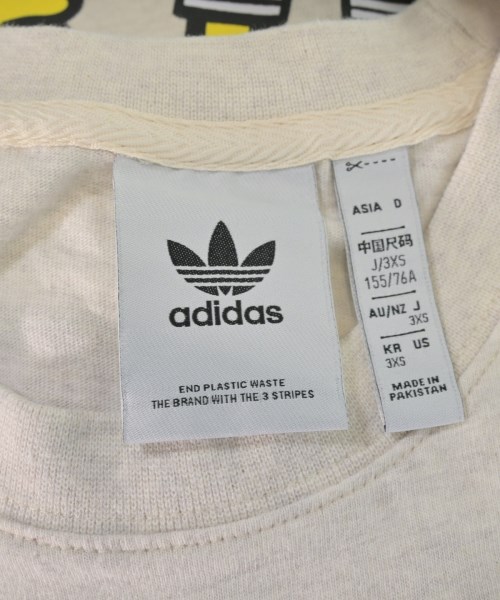 adidas
END PLASTIC WASTE
THE BRAND WITH THE 3 STRIPES
ASIA D
中国尺码
J/3XS
155/76A
AU/NZ J
3XS
KR US
3XS
MADE IN
PAKISTAN